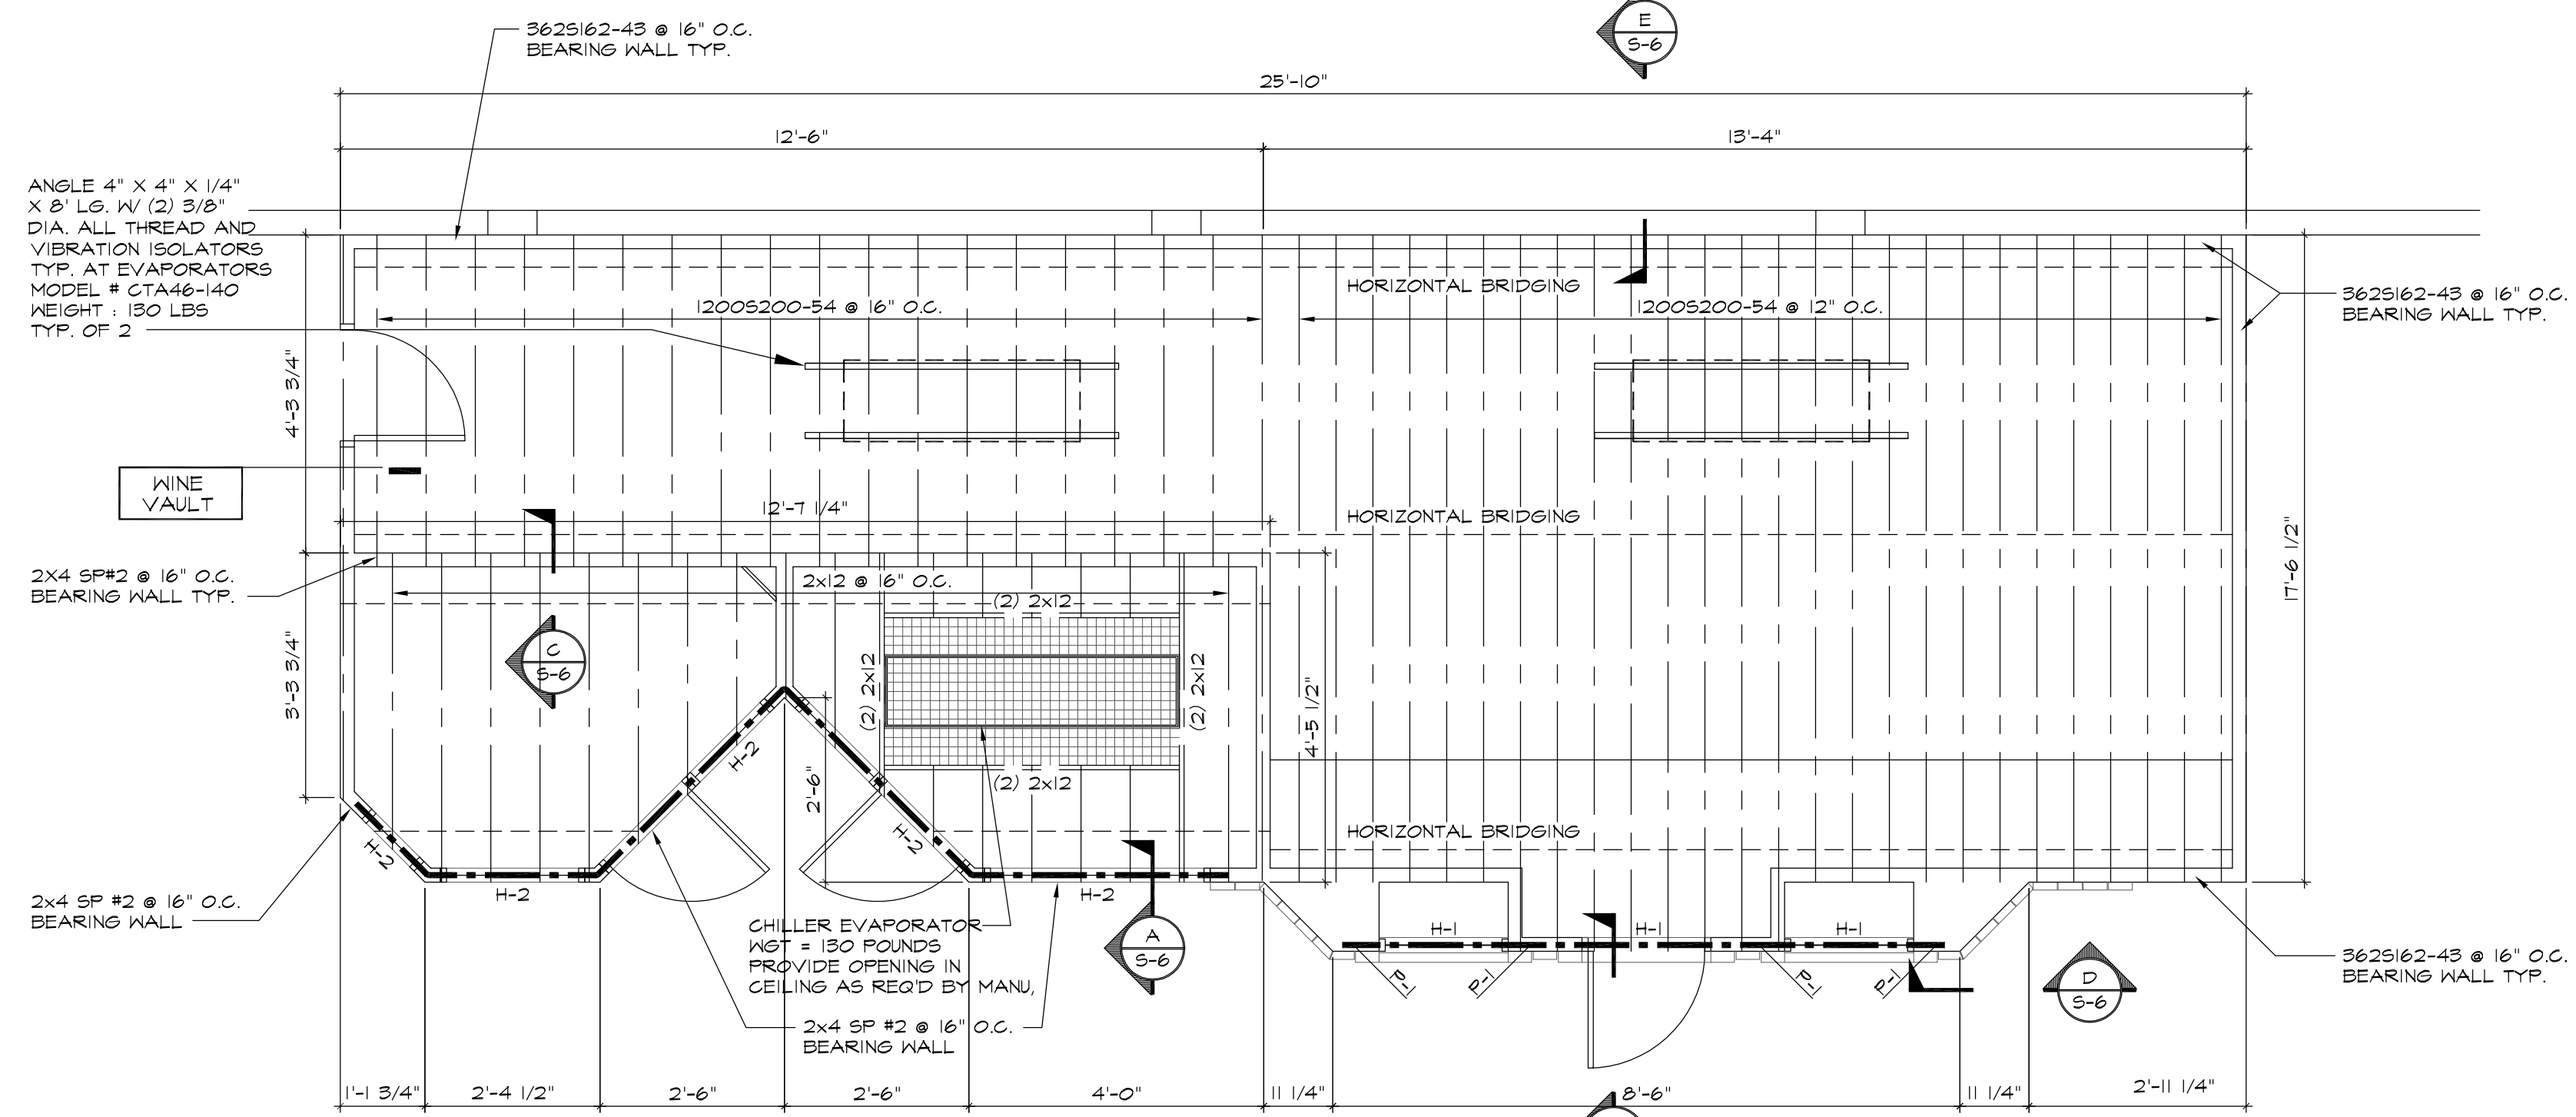 362S162-43 @ 16" O.C.
BEARING WALL TYP.
E
S-6
25'-10"
12'-6"
13'-4"
ANGLE 4" X 4" X 1/4"
X 8' LG. W/ (2) 3/8"
DIA. ALL THREAD AND
VIBRATION ISOLATORS
TYP. AT EVAPORATORS
MODEL # CTA46-140
WEIGHT : 130 LBS
TYP. OF 2
HORIZONTAL BRIDGING
1200S200-54 @ 16" O.C.
1200S200-54 @ 12" O.C.
362S162-43 @ 16" O.C.
BEARING WALL TYP.
4'-3 3/4"
WINE
VAULT
12'-7 1/4"
HORIZONTAL BRIDGING
17'-6 1/2"
2X4 SP#2 @ 16" O.C.
BEARING WALL TYP.
2x12 @ 16" O.C.
(2) 2x12
C
S-6
3'-3 3/4"
(2) 2x12
(2) 2x12
4'-5 1/2"
H-2
2'-6"
(2) 2x12
HORIZONTAL BRIDGING
H-2
H-2
H-2
H-2
2x4 SP #2 @ 16" O.C.
BEARING WALL
CHILLER EVAPORATOR
WGT = 130 POUNDS
PROVIDE OPENING IN
CEILING AS REQ'D BY MANU,
A
S-6
H-1
H-1
H-1
P-1
P-1
P-1
P-1
D
S-6
362S162-43 @ 16" O.C.
BEARING WALL TYP.
2x4 SP #2 @ 16" O.C.
BEARING WALL
1'-1 3/4"
2'-4 1/2"
2'-6"
2'-6"
4'-0"
11 1/4"
8'-6"
11 1/4"
2'-11 1/4"